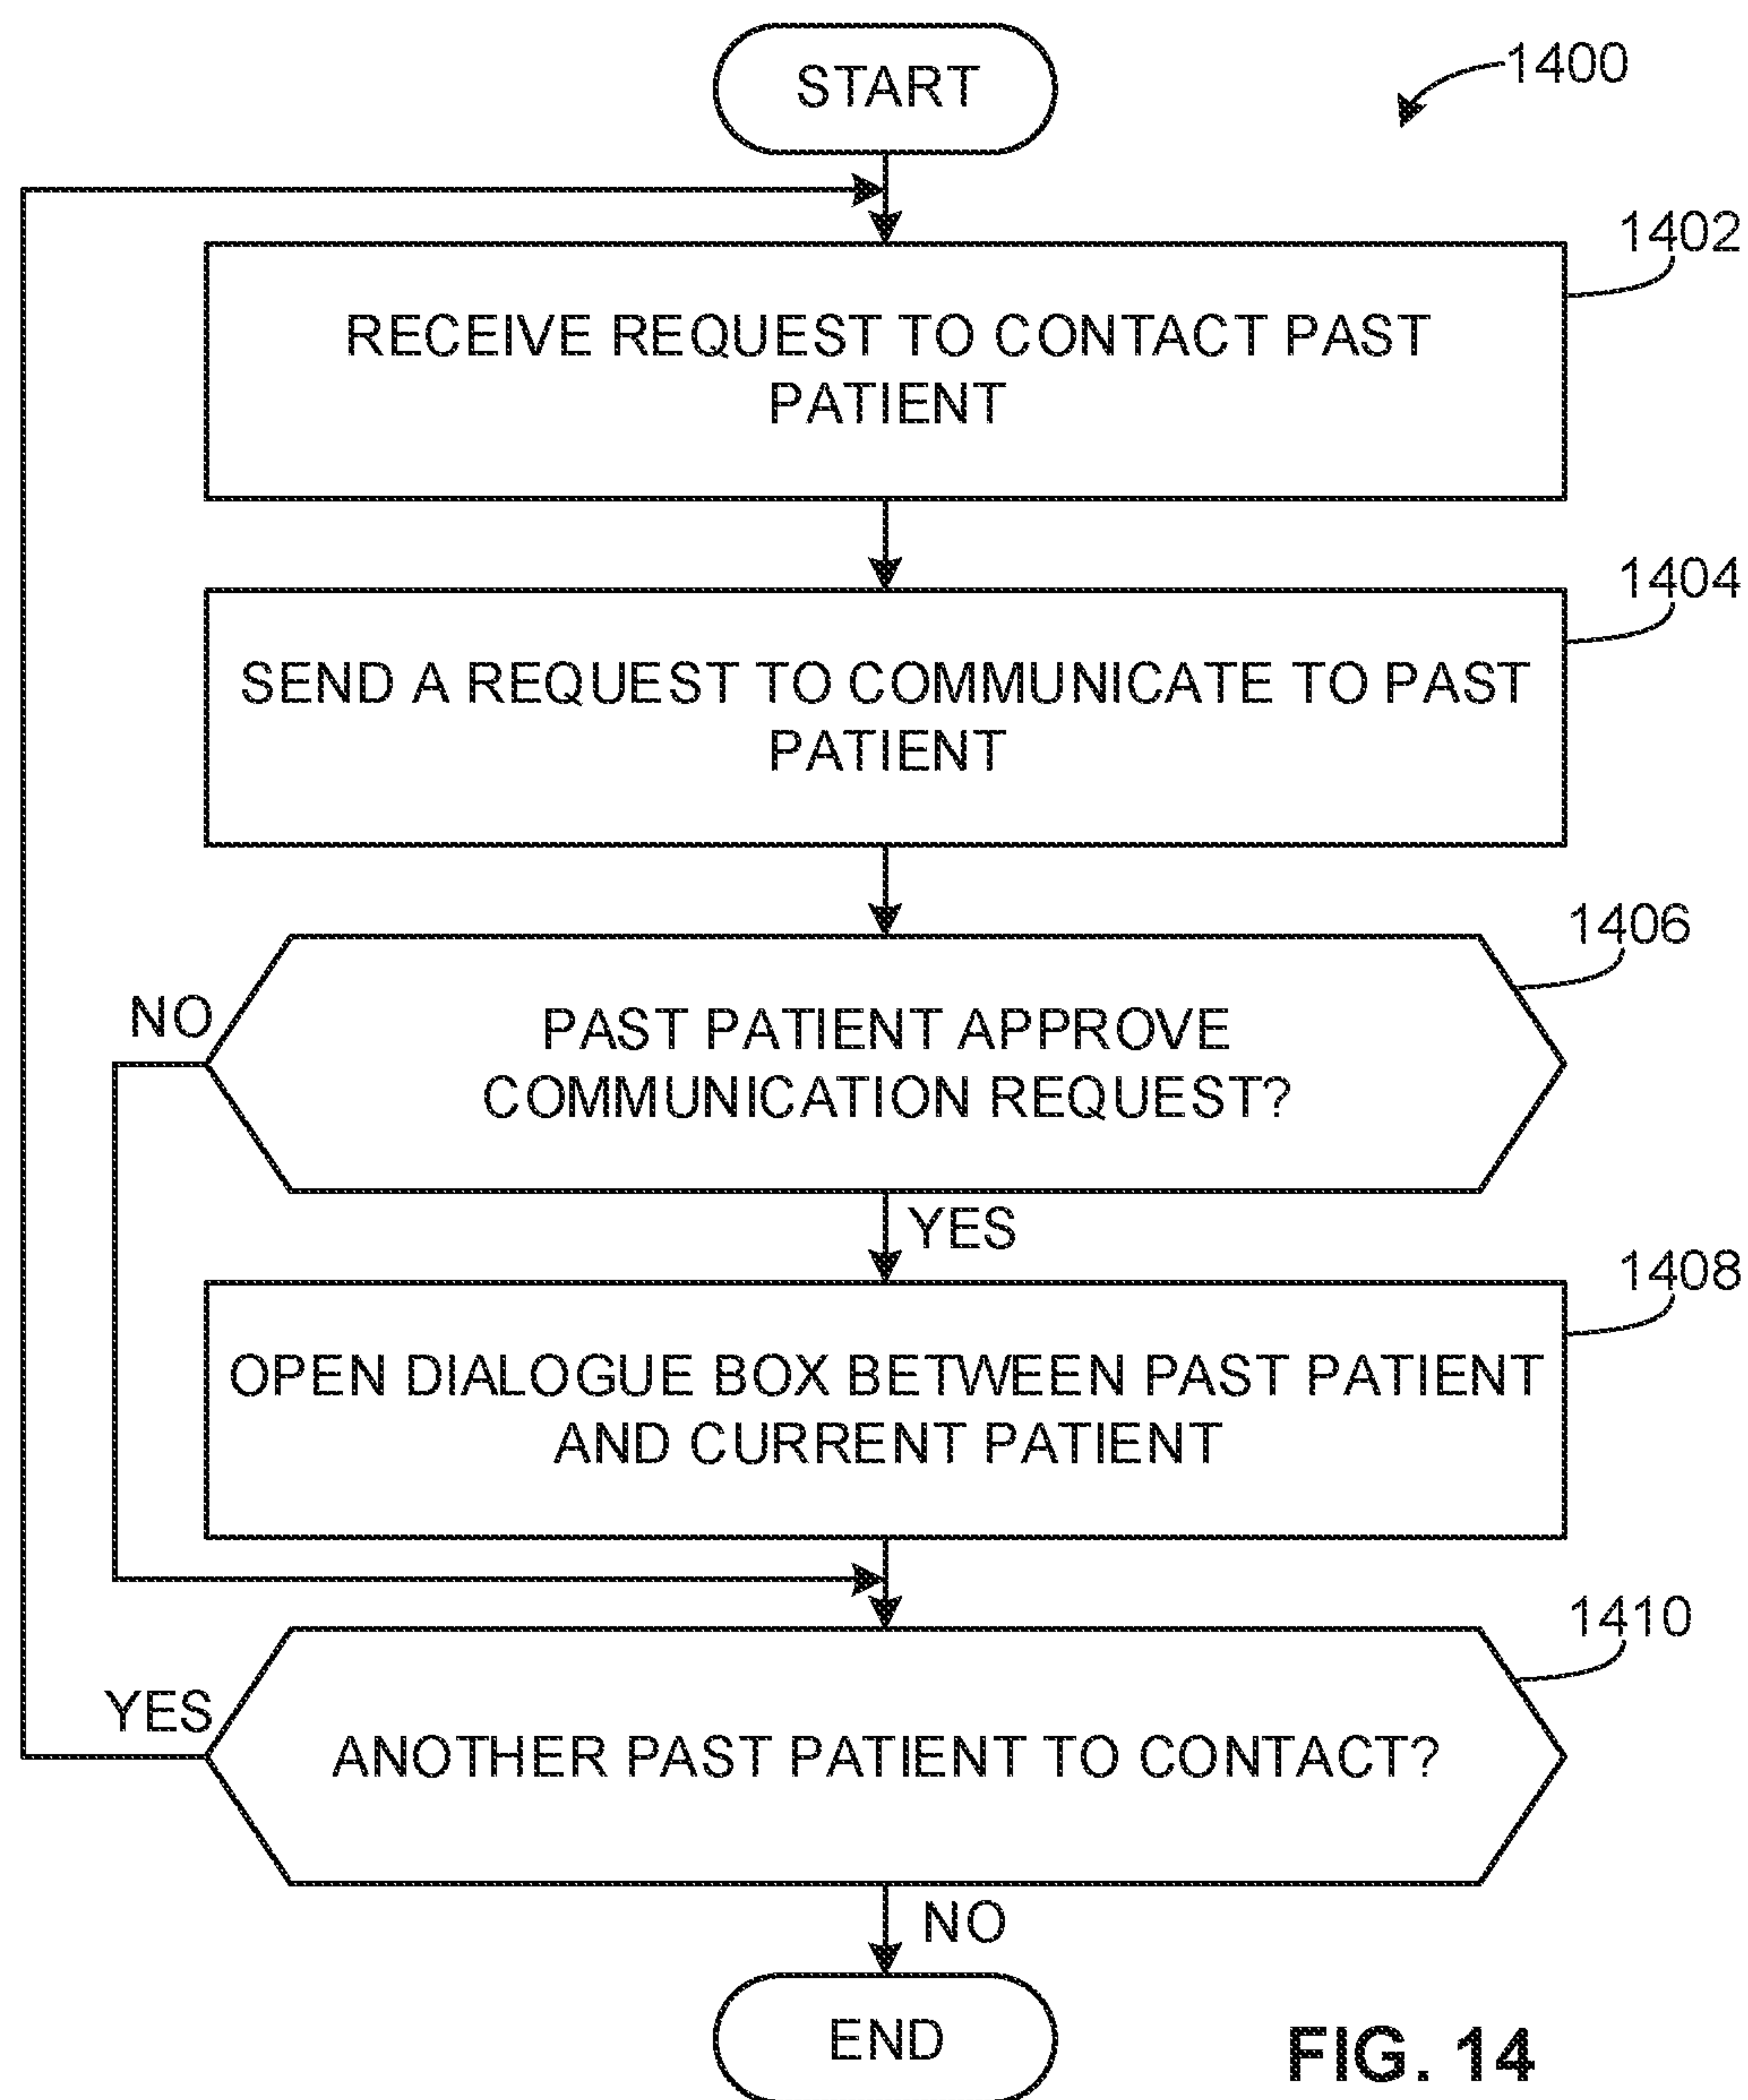 START
1400
1402
RECEIVE REQUEST TO CONTACT PAST
PATIENT
1404
SEND A REQUEST TO COMMUNICATE TO PAST
PATIENT
1406
NO
PAST PATIENT APPROVE
COMMUNICATION REQUEST?
YES
1408
OPEN DIALOGUE BOX BETWEEN PAST PATIENT
AND CURRENT PATIENT
1410
YES
ANOTHER PAST PATIENT TO CONTACT?
NO
END
FIG. 14